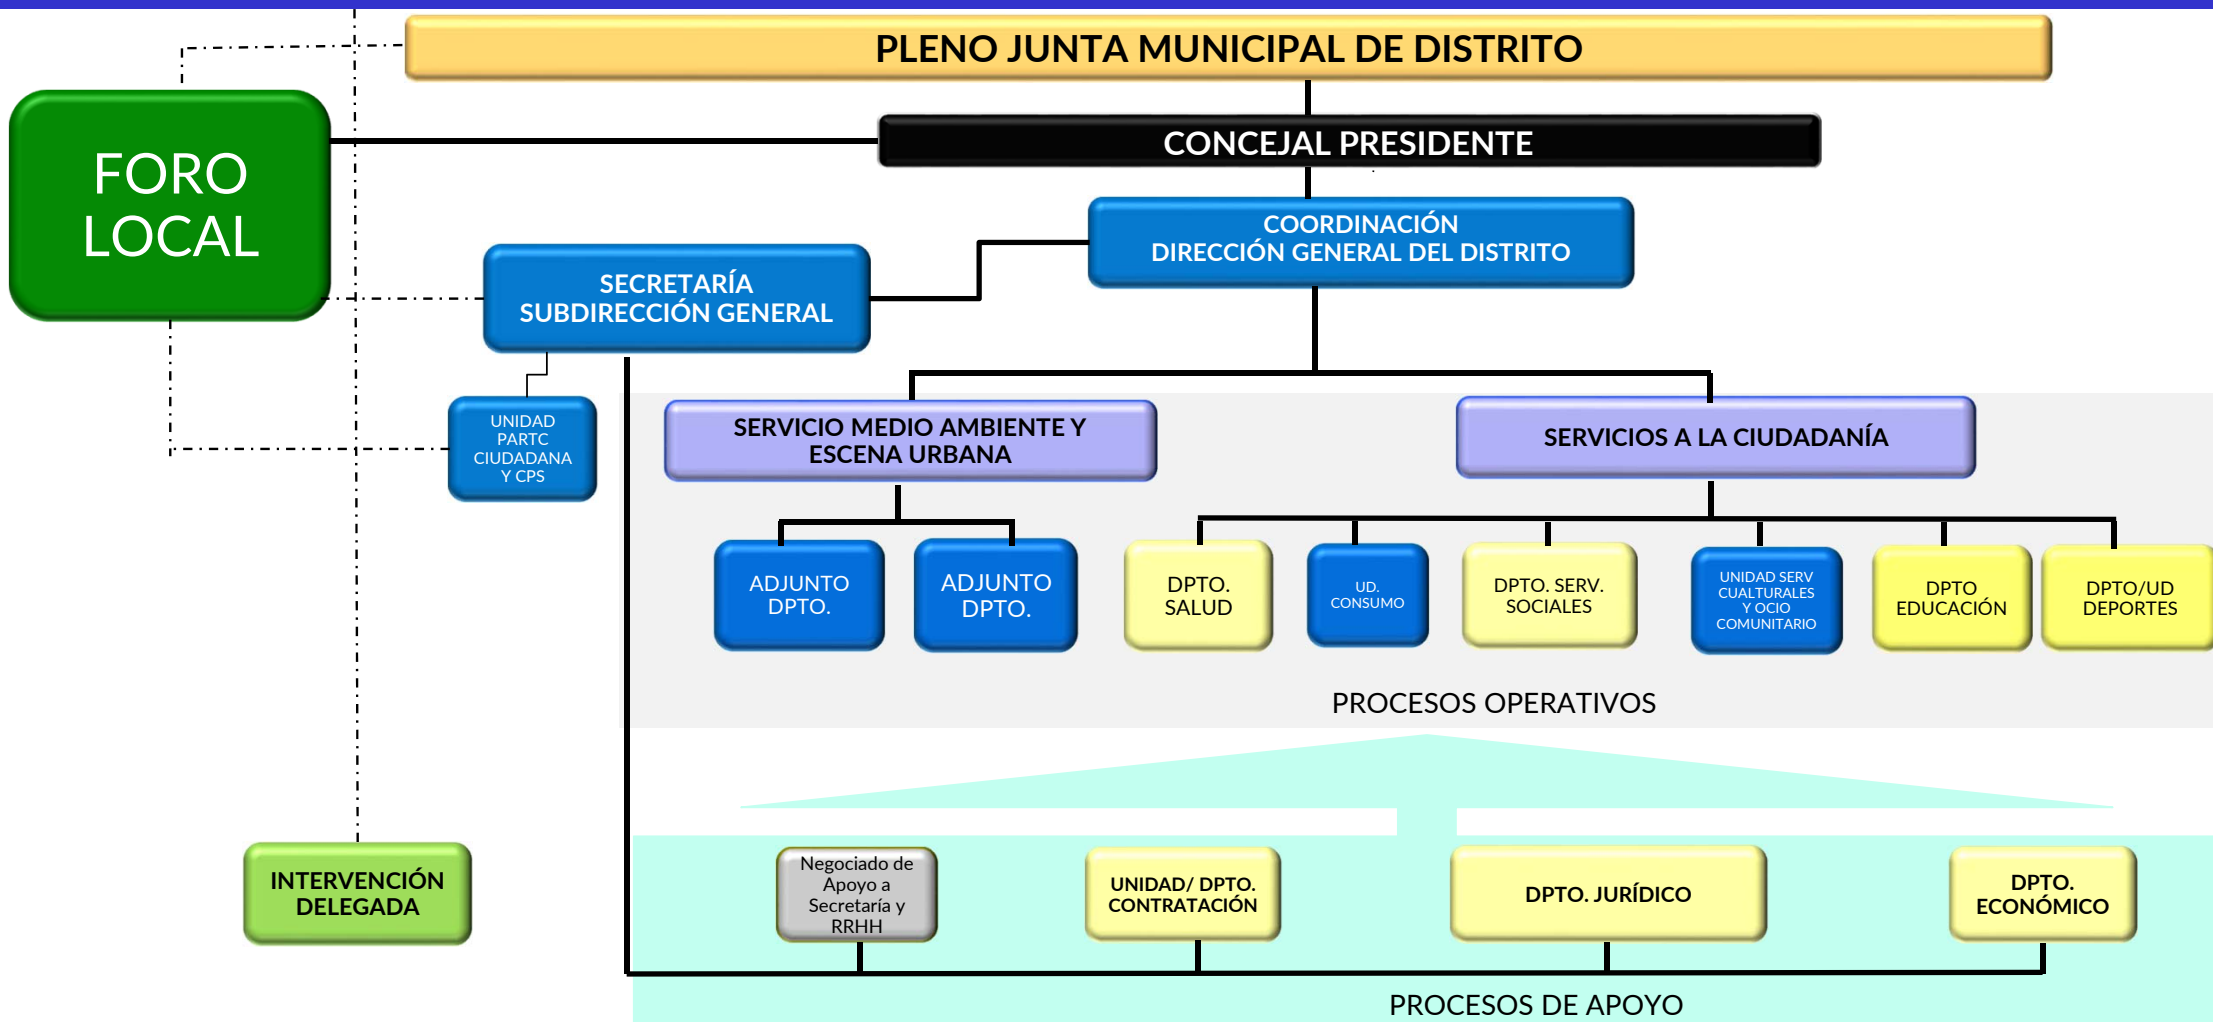 PLENO JUNTA MUNICIPAL DE DISTRITO
CONCEJAL PRESIDENTE
FORO
LOCAL
COORDINACIÓN
DIRECCIÓN GENERAL DEL DISTRITO
SECRETARÍA
SUBDIRECCIÓN GENERAL
UNIDAD
PARTC
CIUDADANA
Y CPS
SERVICIO MEDIO AMBIENTE Y
ESCENA URBANA
SERVICIOS A LA CIUDADANÍA
ADJUNTO
DPTO.
ADJUNTO
DPTO.
DPTO.
SALUD
UD.
CONSUMO
DPTO. SERV.
SOCIALES
UNIDAD SERV
CUALTURALES
Y OCIO
COMUNITARIO
DPTO
EDUCACIÓN
DPTO/UD
DEPORTES
PROCESOS OPERATIVOS
INTERVENCIÓN
DELEGADA
Negociado de
Apoyo a
Secretaría y
RRHH
UNIDAD/ DPTO.
CONTRATACIÓN
DPTO. JURÍDICO
DPTO.
ECONÓMICO
PROCESOS DE APOYO